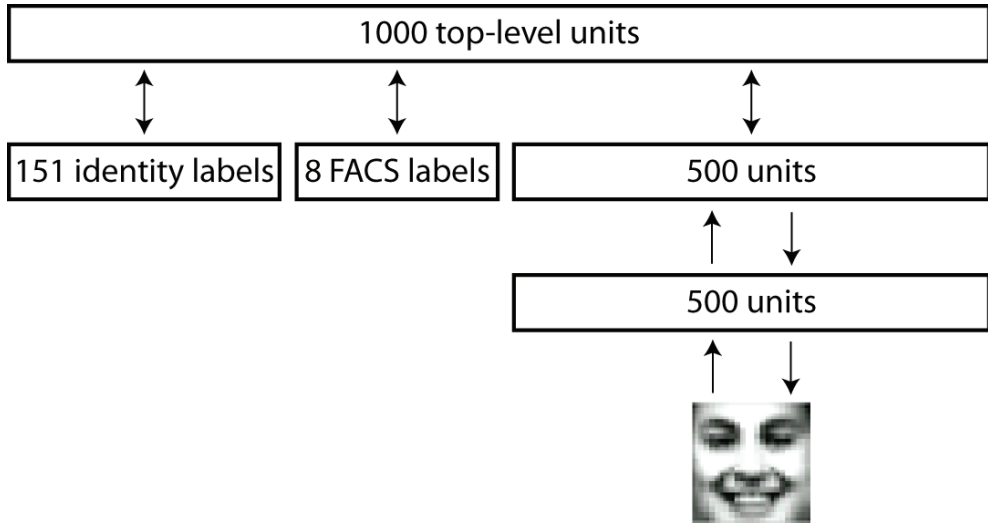 1000 top-level units
151 identity labels
8 FACS labels
500 units
500 units